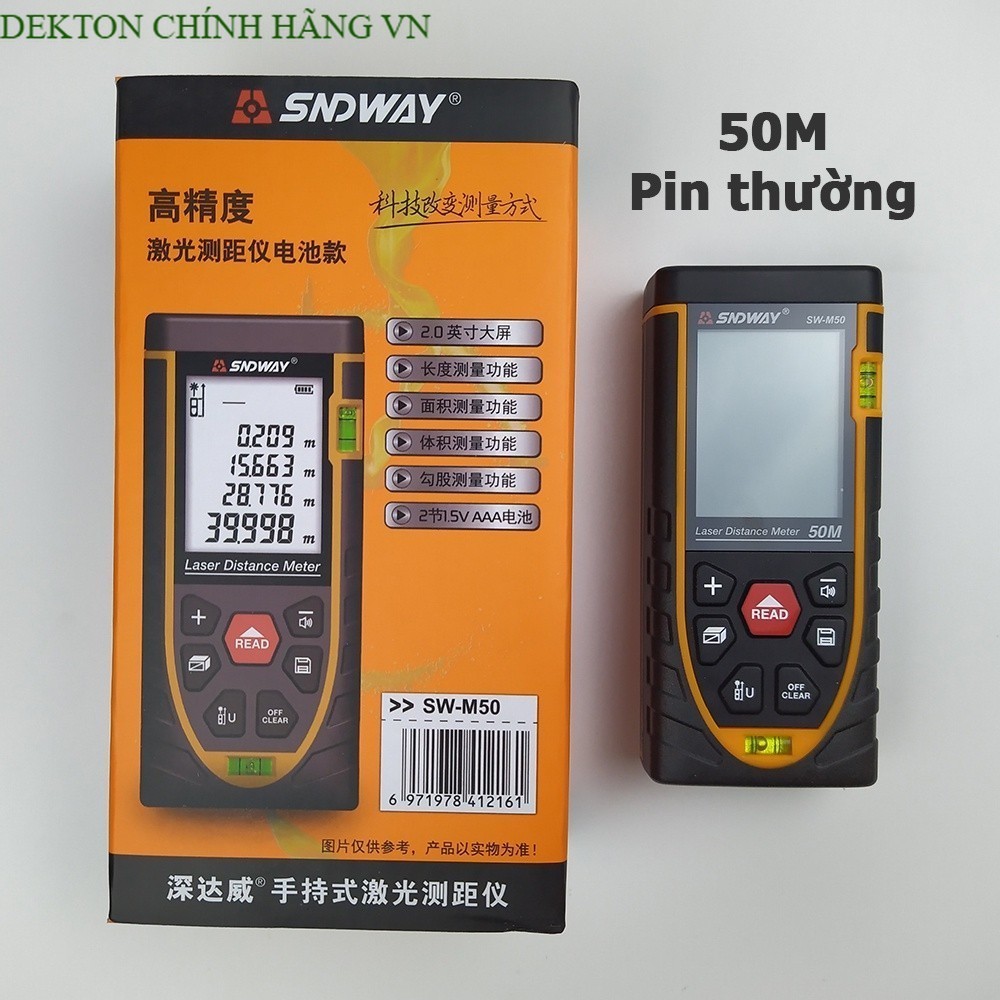 DEKTON CHÍNH HÃNG VN
SNDWAY®
高精度
激光测距仪电池款
科技改变测量方式
2.0英寸大屏
长度测量功能
面积测量功能
体积测量功能
勾股测量功能
2节1.5V AAA电池
SNDWAY®
0.209 m
15.663 m
28.776 m
39.998 m
Laser Distance Meter
READ
U
OFF
CLEAR
>> SW-M50
6 971978 412161
图片仅供参考，产品以实物为准！
深达威® 手持式激光测距仪
50M
Pin thường
SNDWAY® SW-M50
Laser Distance Meter 50M
READ
U
OFF
CLEAR